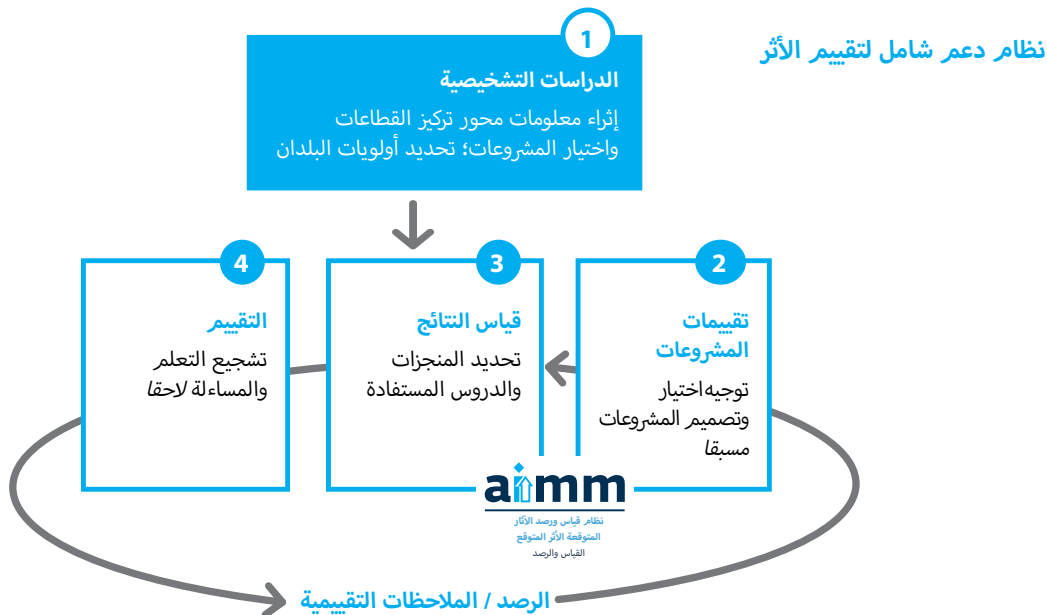 نظام دعم شامل لتقييم الأثر
1
الدراسات التشخيصية
إثراء معلومات محور تركيز القطاعات
واختيار المشروعات؛ تحديد أولويات البلدان
2
تقييمات
المشروعات
توجيه اختيار
وتصميم المشروعات
مسبقا
3
قياس النتائج
تحديد المنجزات
والدروس المستفادة
4
التقييم
تشجيع التعلم
والمساءلة لاحقا
aimm
نظام قياس ورصد الآثار
المتوقعة الأثر المتوقع
القياس والرصد
الرصد / الملاحظات التقييمية